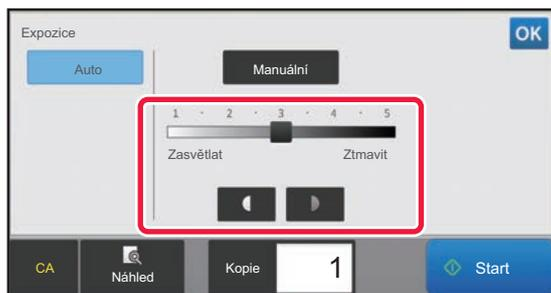 Expozice
OK
Auto
Manuální
1 · 2 · 3 · 4 · 5
Zasvětlat
Ztmavit
CA
Náhled
Kopie
1
Start